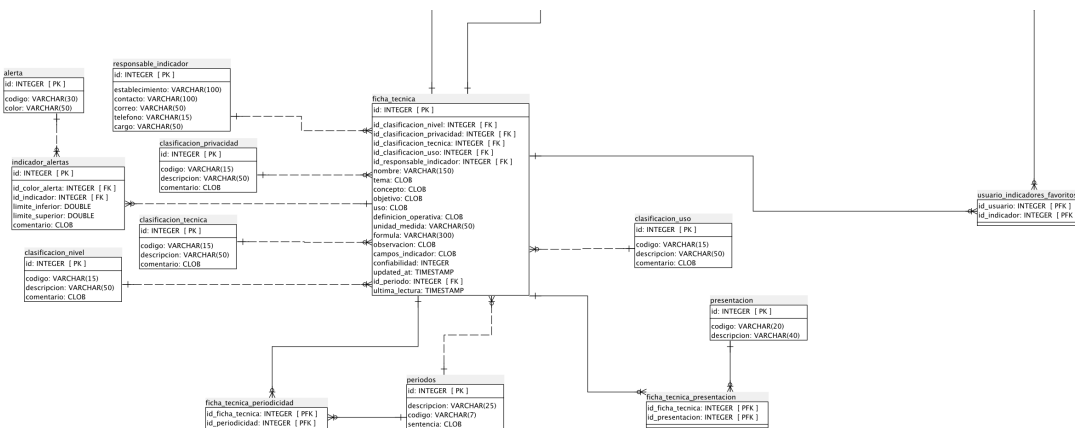 alerta
id: INTEGER [ PK ]
codigo: VARCHAR(30)
color: VARCHAR(50)
responsable_indicador
id: INTEGER [ PK ]
establecimiento: VARCHAR(100)
contacto: VARCHAR(100)
correo: VARCHAR(50)
telefono: VARCHAR(15)
cargo: VARCHAR(50)
clasificacion_privacidad
id: INTEGER [ PK ]
codigo: VARCHAR(15)
descripcion: VARCHAR(50)
comentario: CLOB
indicador_alertas
id: INTEGER [ PK ]
id_color_alerta: INTEGER [ FK ]
id_indicador: INTEGER [ FK ]
limite_inferior: DOUBLE
limite_superior: DOUBLE
comentario: CLOB
clasificacion_tecnica
id: INTEGER [ PK ]
codigo: VARCHAR(15)
descripcion: VARCHAR(50)
comentario: CLOB
clasificacion_nivel
id: INTEGER [ PK ]
codigo: VARCHAR(15)
descripcion: VARCHAR(50)
comentario: CLOB
ficha_tecnica
id: INTEGER [ PK ]
id_clasificacion_nivel: INTEGER [ FK ]
id_clasificacion_privacidad: INTEGER [ FK ]
id_clasificacion_tecnica: INTEGER [ FK ]
id_clasificacion_uso: INTEGER [ FK ]
id_responsable_indicador: INTEGER [ FK ]
nombre: VARCHAR(150)
tema: CLOB
concepto: CLOB
objetivo: CLOB
uso: CLOB
definicion_operativa: CLOB
unidad_medida: VARCHAR(50)
formula: VARCHAR(300)
observacion: CLOB
campos_indicador: CLOB
confiabilidad: INTEGER
updated_at: TIMESTAMP
id_periodo: INTEGER [ FK ]
ultima_lectura: TIMESTAMP
clasificacion_uso
id: INTEGER [ PK ]
codigo: VARCHAR(15)
descripcion: VARCHAR(50)
comentario: CLOB
usuario_indicadores_favoritos
id_usuario: INTEGER [ PFK ]
id_indicador: INTEGER [ PFK
presentacion
id: INTEGER [ PK ]
codigo: VARCHAR(20)
descripcion: VARCHAR(40)
ficha_tecnica_periodicidad
id_ficha_tecnica: INTEGER [ PFK ]
id_periodicidad: INTEGER [ PFK ]
periodos
id: INTEGER [ PK ]
descripcion: VARCHAR(25)
codigo: VARCHAR(7)
sentencia: CLOB
ficha_tecnica_presentacion
id_ficha_tecnica: INTEGER [ PFK ]
id_presentacion: INTEGER [ PFK ]